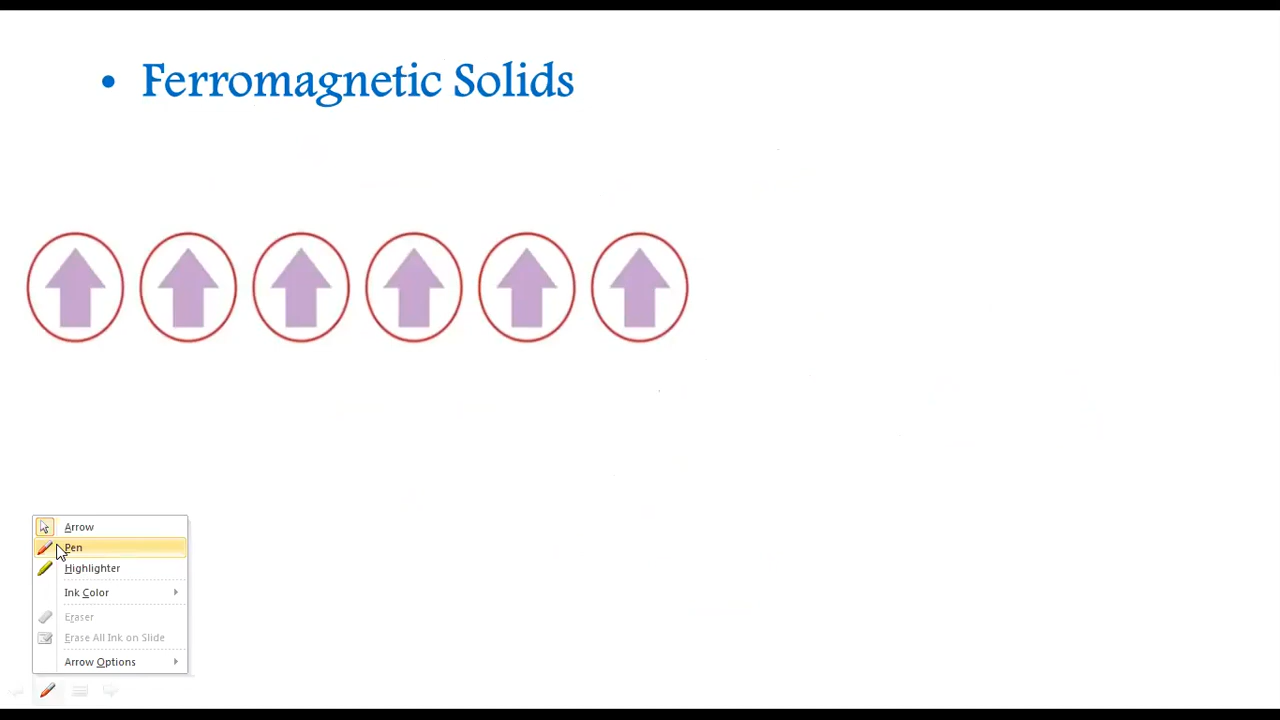 • Ferromagnetic Solids
Arrow
Pen
Highlighter
Ink Color
Eraser
Erase All Ink on Slide
Arrow Options